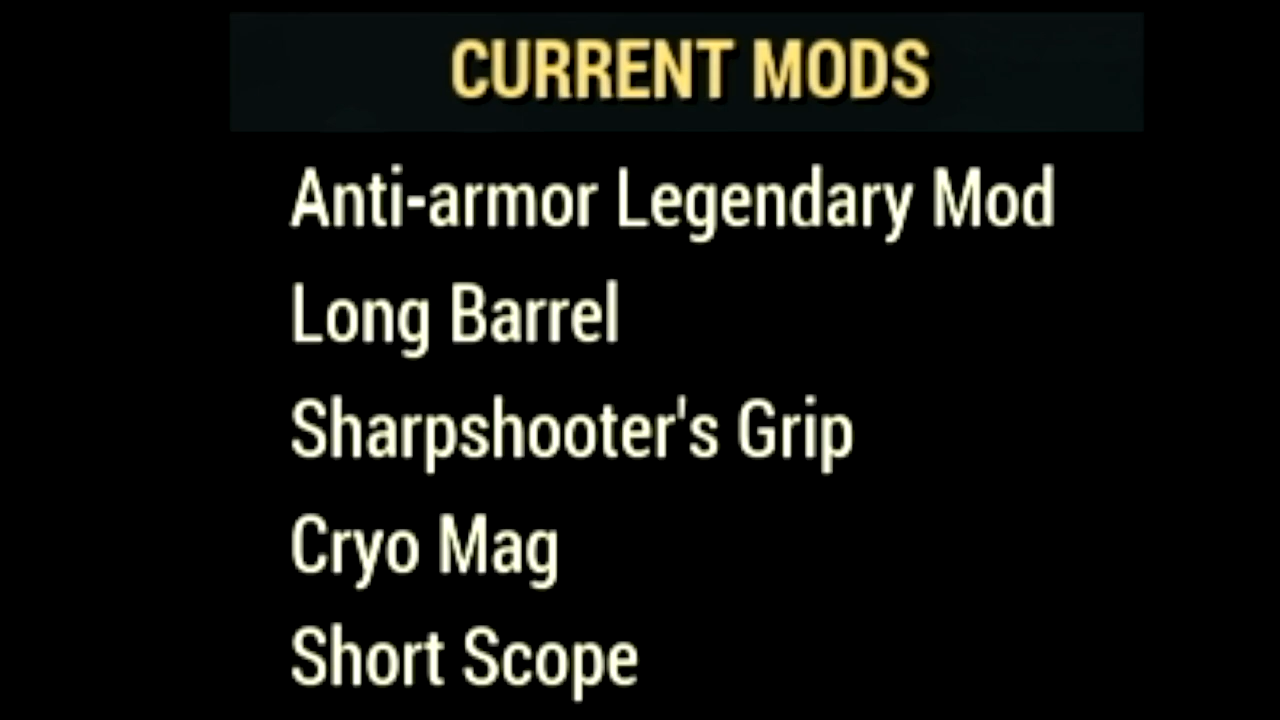 CURRENT MODS
Anti-armor Legendary Mod
Long Barrel
Sharpshooter's Grip
Cryo Mag
Short Scope